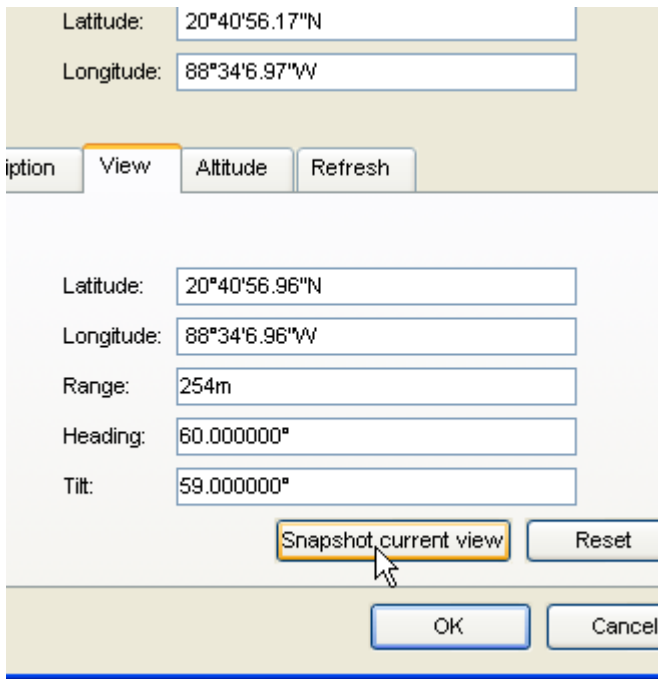 Latitude: 20°40'56.17"N
Longitude: 88°34'6.97"W
iption View Altitude Refresh
Latitude: 20°40'56.96"N
Longitude: 88°34'6.96"W
Range: 254m
Heading: 60.000000°
Tilt: 59.000000°
Snapshot current view Reset
OK Cancel